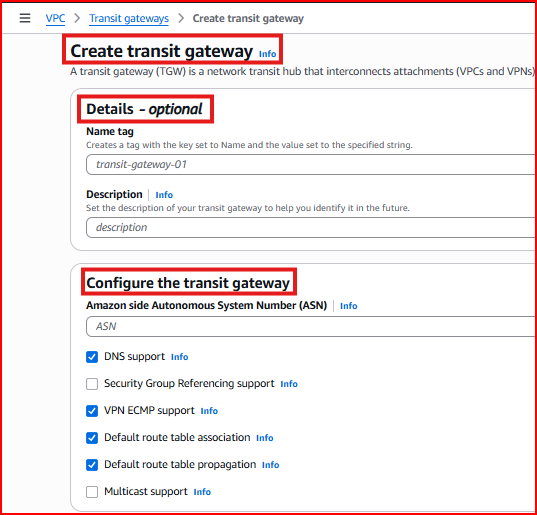 VPC > Transit gateways > Create transit gateway
Create transit gateway Info
A transit gateway (TGW) is a network transit hub that interconnects attachments (VPCs and VPNs)
Details - optional
Name tag
Creates a tag with the key set to Name and the value set to the specified string.
transit-gateway-01
Description | Info
Set the description of your transit gateway to help you identify it in the future.
description
Configure the transit gateway
Amazon side Autonomous System Number (ASN) | Info
ASN
DNS support Info
Security Group Referencing support Info
VPN ECMP support Info
Default route table association Info
Default route table propagation Info
Multicast support Info